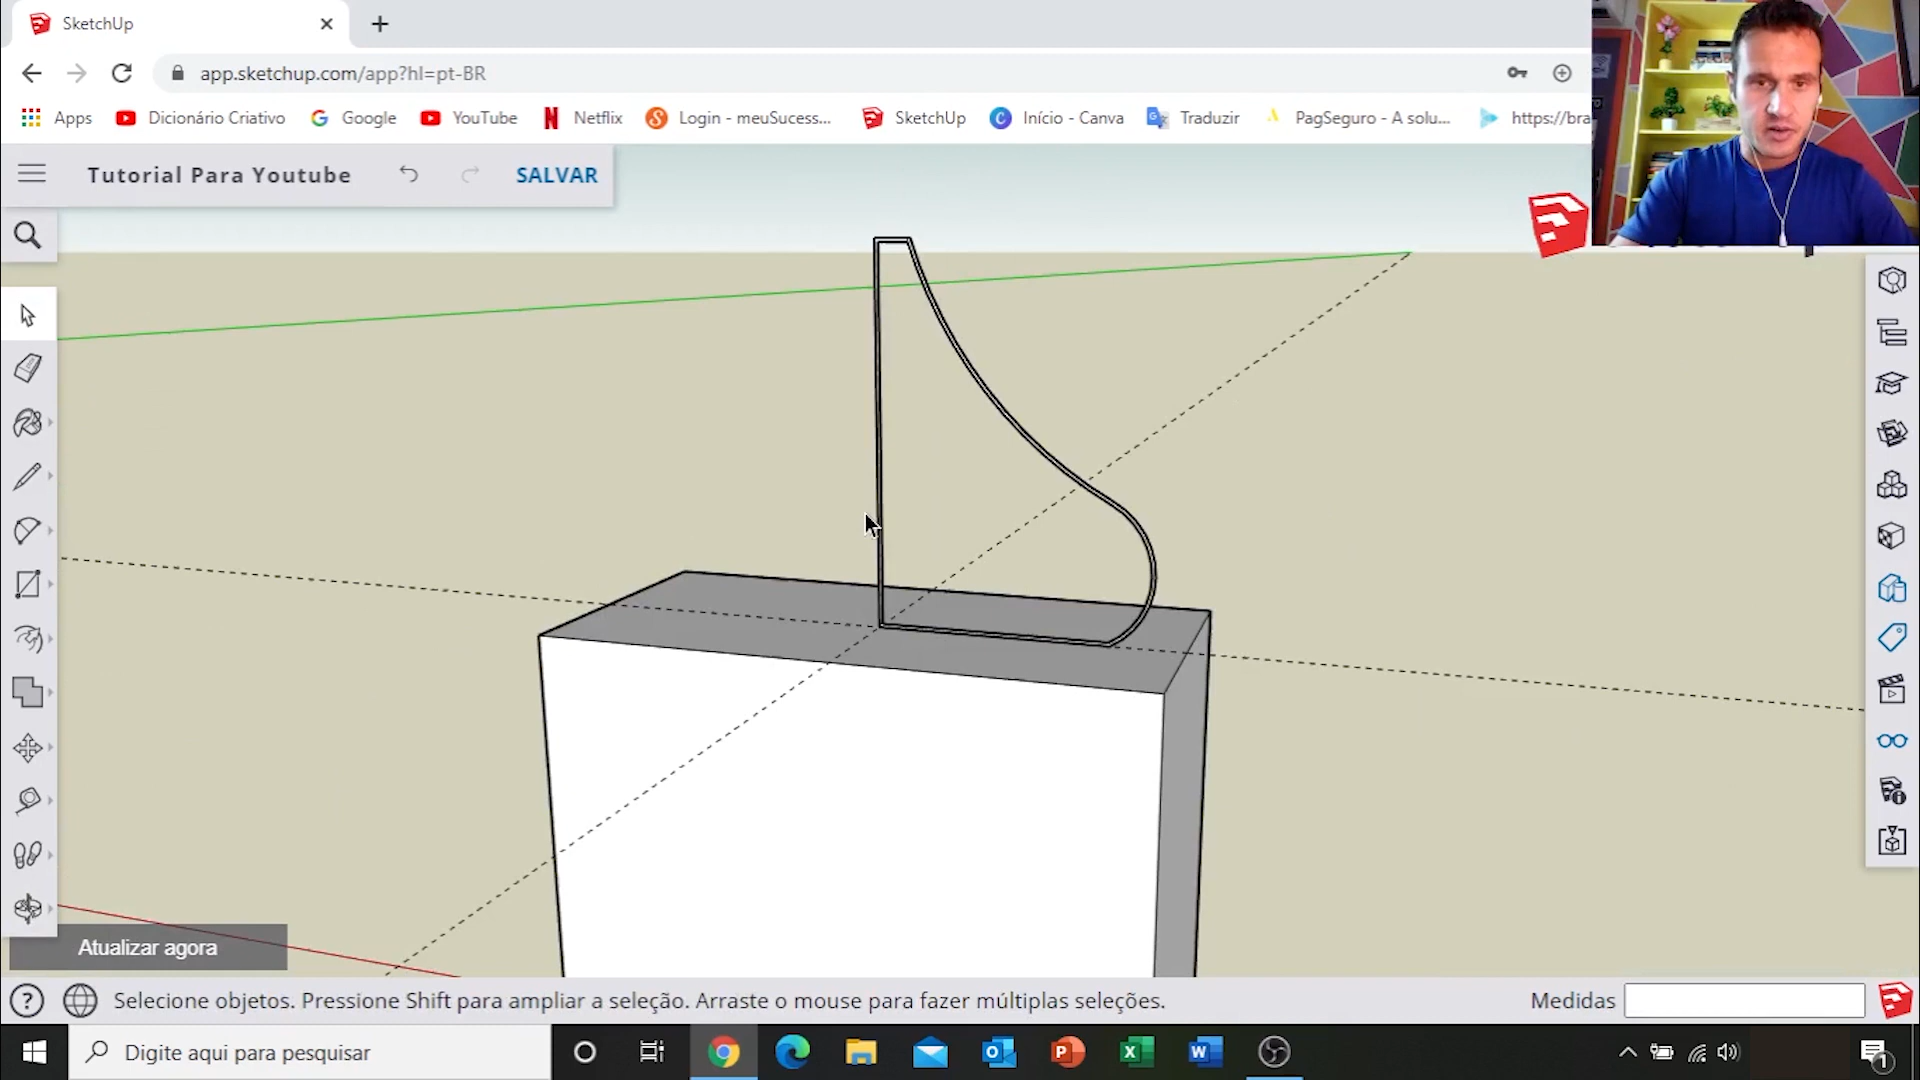 SketchUp
app.sketchup.com/app?hl=pt-BR
Apps Dicionário Criativo Google YouTube Netflix Login - meuSucess... SketchUp Início - Canva Traduzir PagSeguro - A solu... https://bra
Tutorial Para Youtube SALVAR
Atualizar agora
Selecione objetos. Pressione Shift para ampliar a seleção. Arraste o mouse para fazer múltiplas seleções. Medidas
Digite aqui para pesquisar